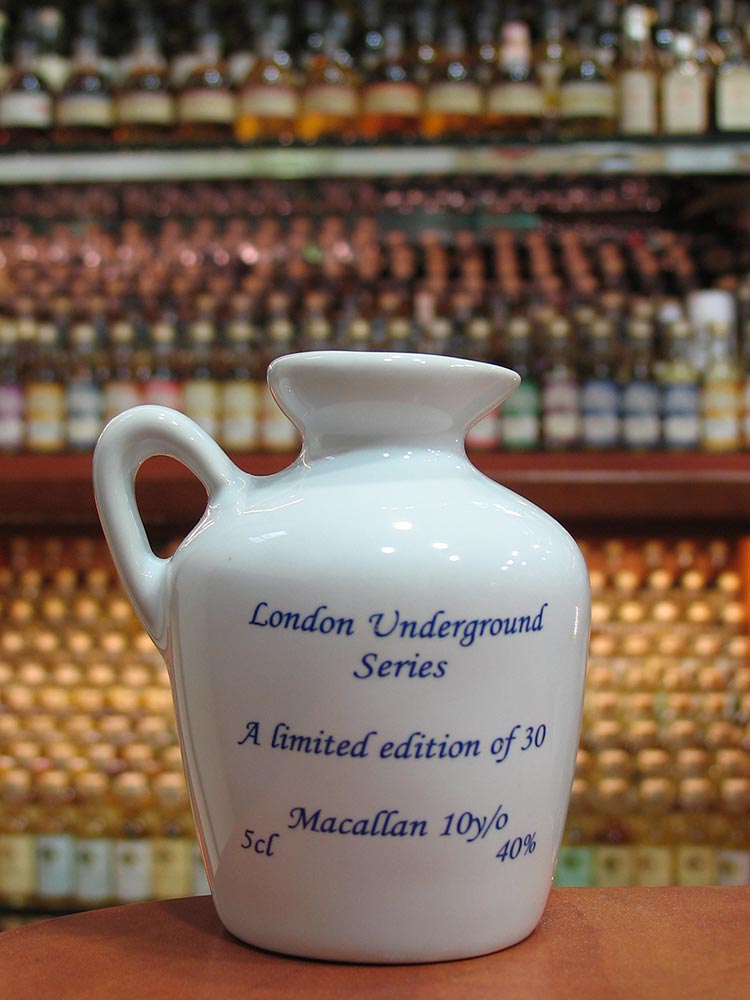 London Underground
Series
A limited edition of 30
Macallan 10y/o
5cl 40%